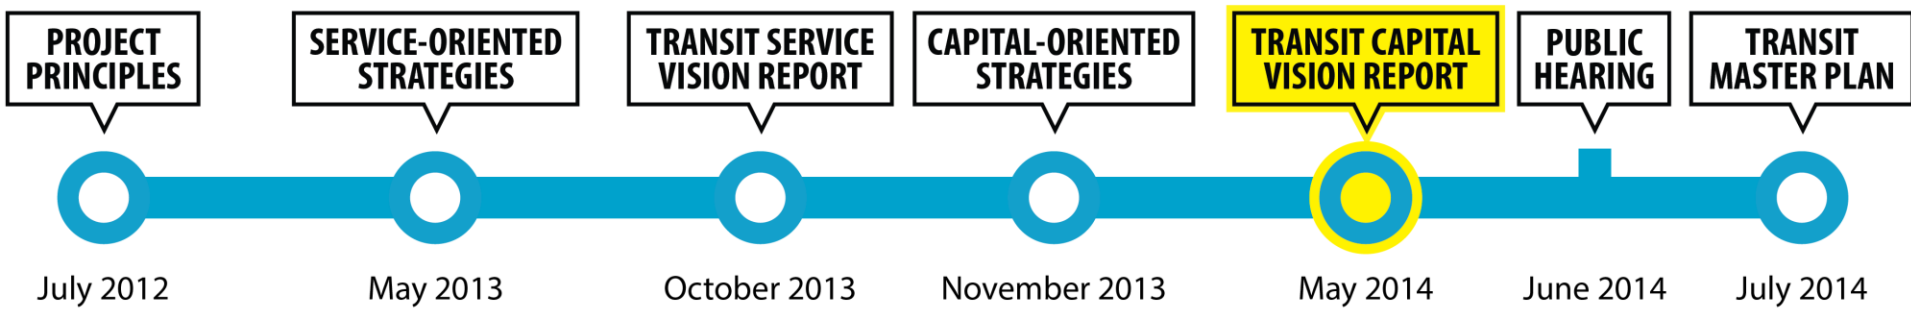 PROJECT
PRINCIPLES
SERVICE-ORIENTED
STRATEGIES
TRANSIT SERVICE
VISION REPORT
CAPITAL-ORIENTED
STRATEGIES
TRANSIT CAPITAL
VISION REPORT
PUBLIC
HEARING
TRANSIT
MASTER PLAN
July 2012
May 2013
October 2013
November 2013
May 2014
June 2014
July 2014